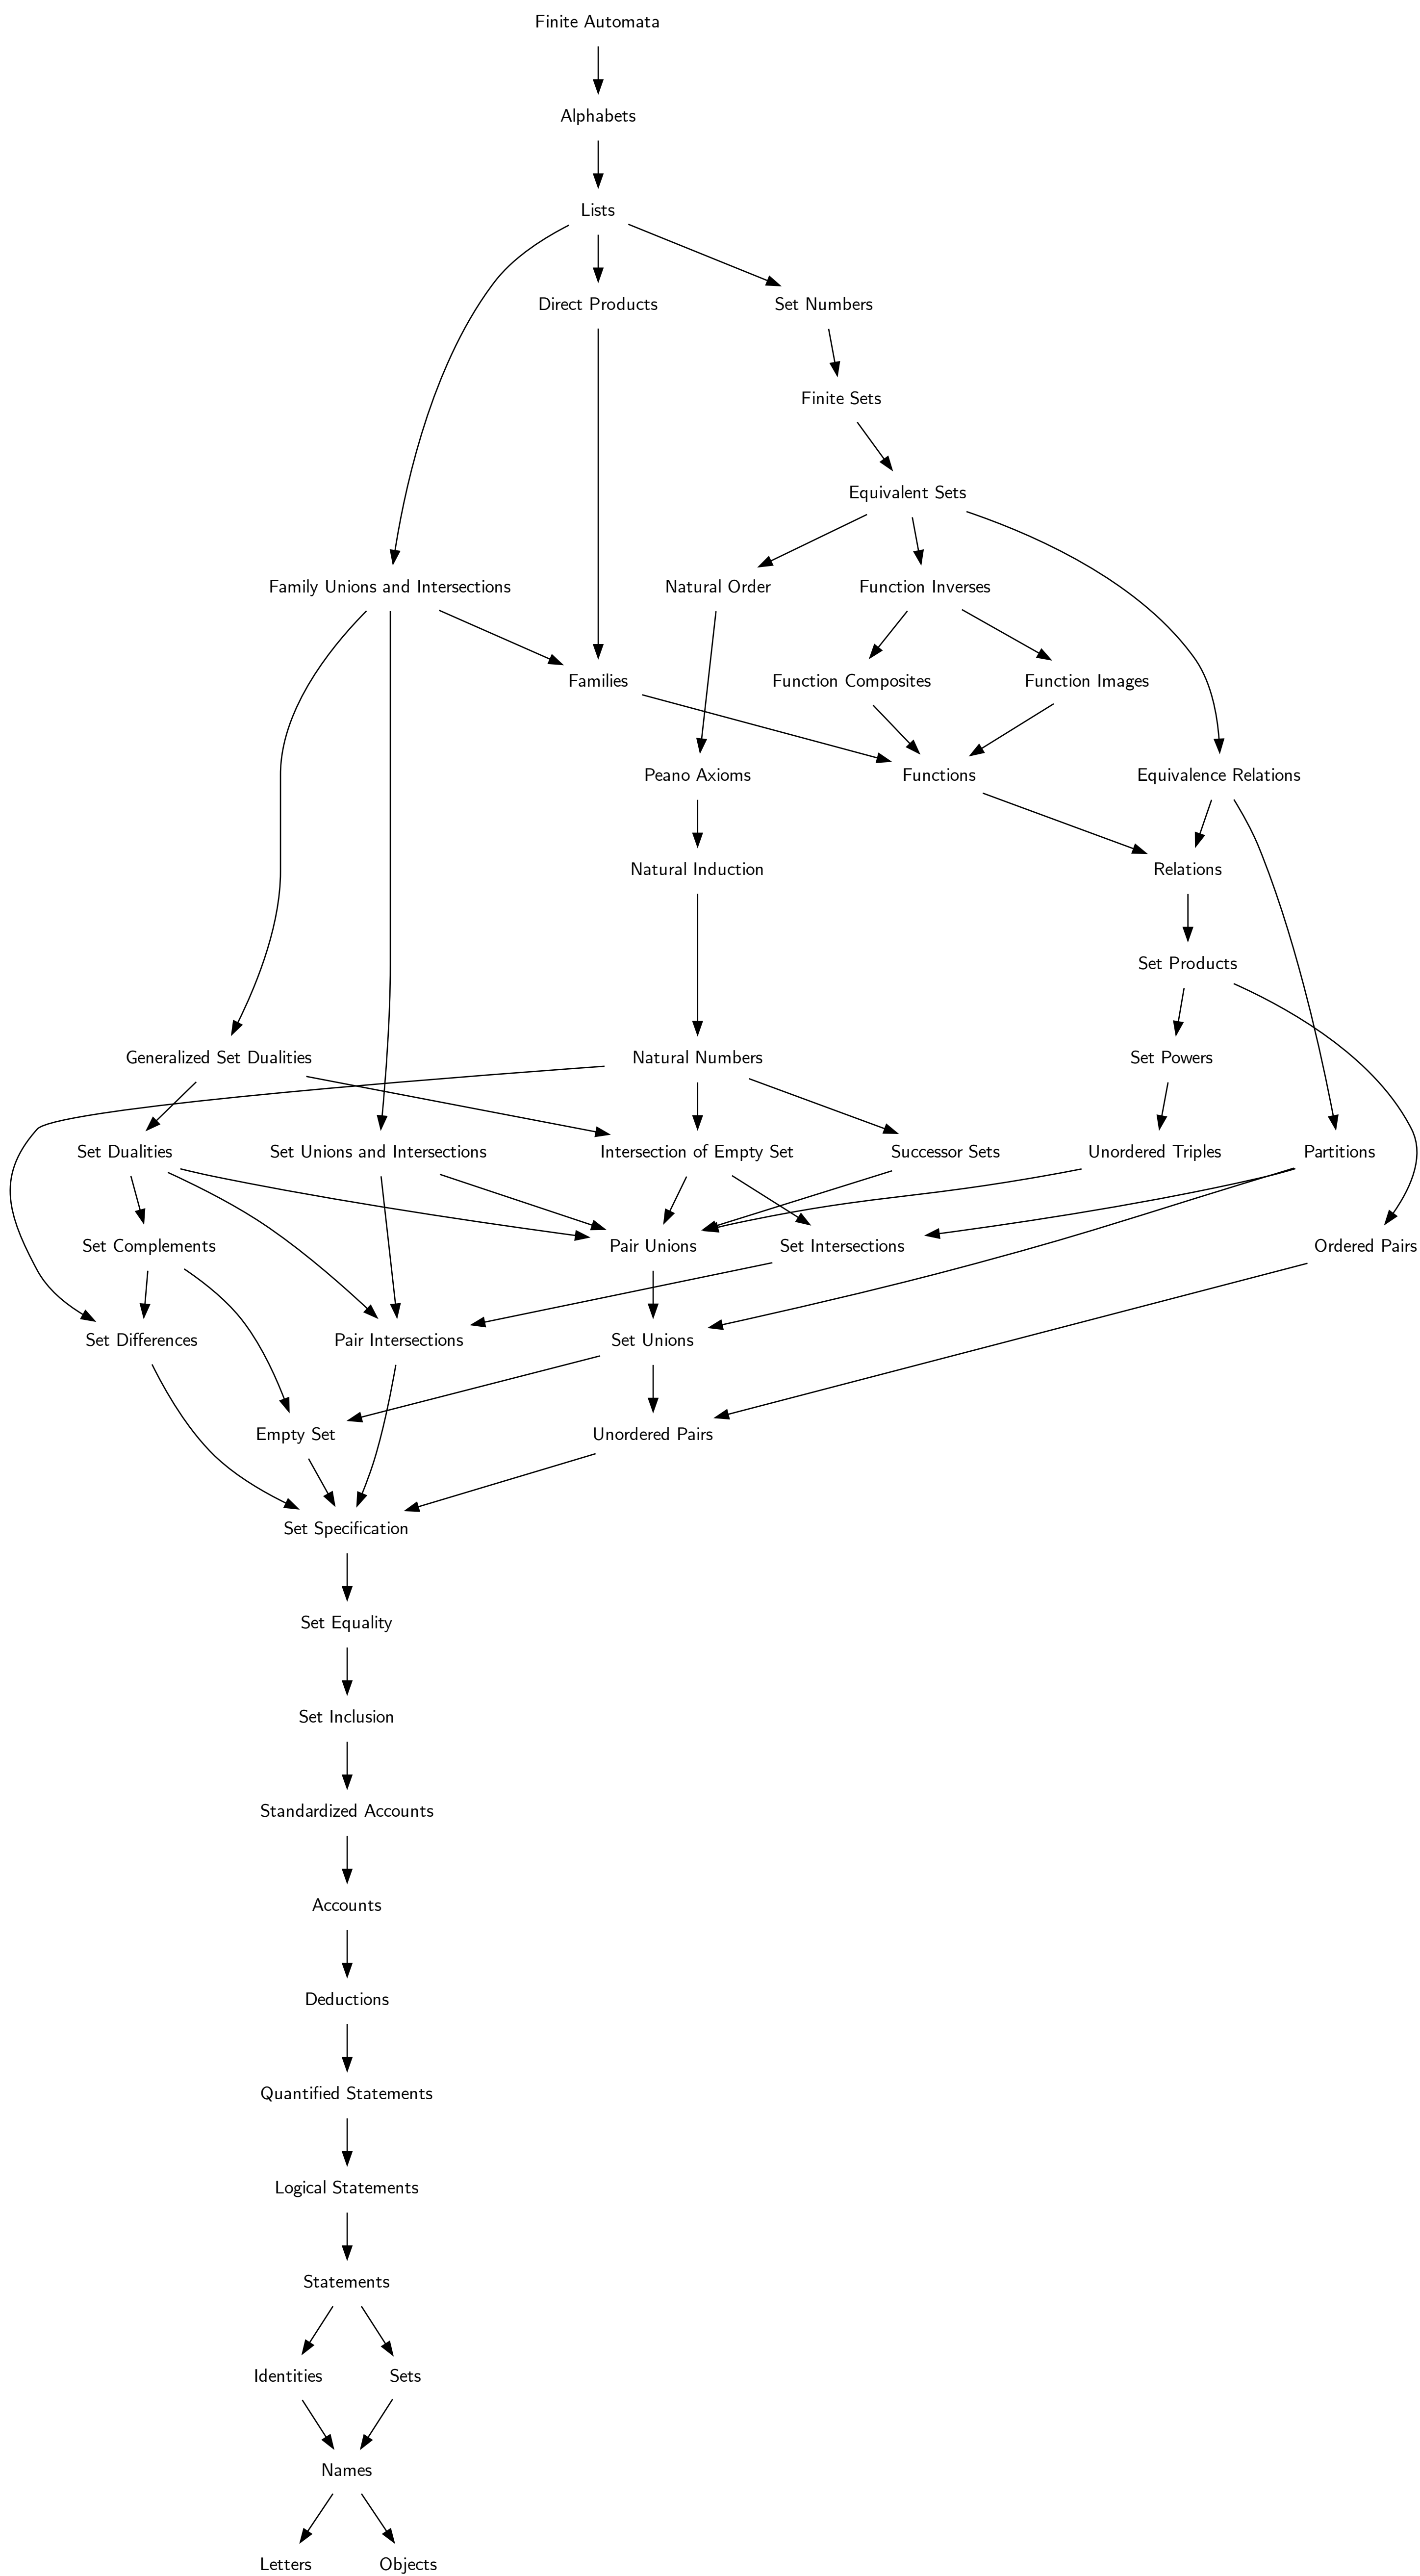 Finite Automata
Alphabets
Lists
Direct Products
Set Numbers
Finite Sets
Equivalent Sets
Family Unions and Intersections
Natural Order
Function Inverses
Families
Function Composites
Function Images
Peano Axioms
Functions
Equivalence Relations
Natural Induction
Relations
Set Products
Generalized Set Dualities
Natural Numbers
Set Powers
Set Dualities
Set Unions and Intersections
Intersection of Empty Set
Successor Sets
Unordered Triples
Partitions
Set Complements
Pair Unions
Set Intersections
Ordered Pairs
Set Differences
Pair Intersections
Set Unions
Empty Set
Unordered Pairs
Set Specification
Set Equality
Set Inclusion
Standardized Accounts
Accounts
Deductions
Quantified Statements
Logical Statements
Statements
Identities
Sets
Names
Letters
Objects